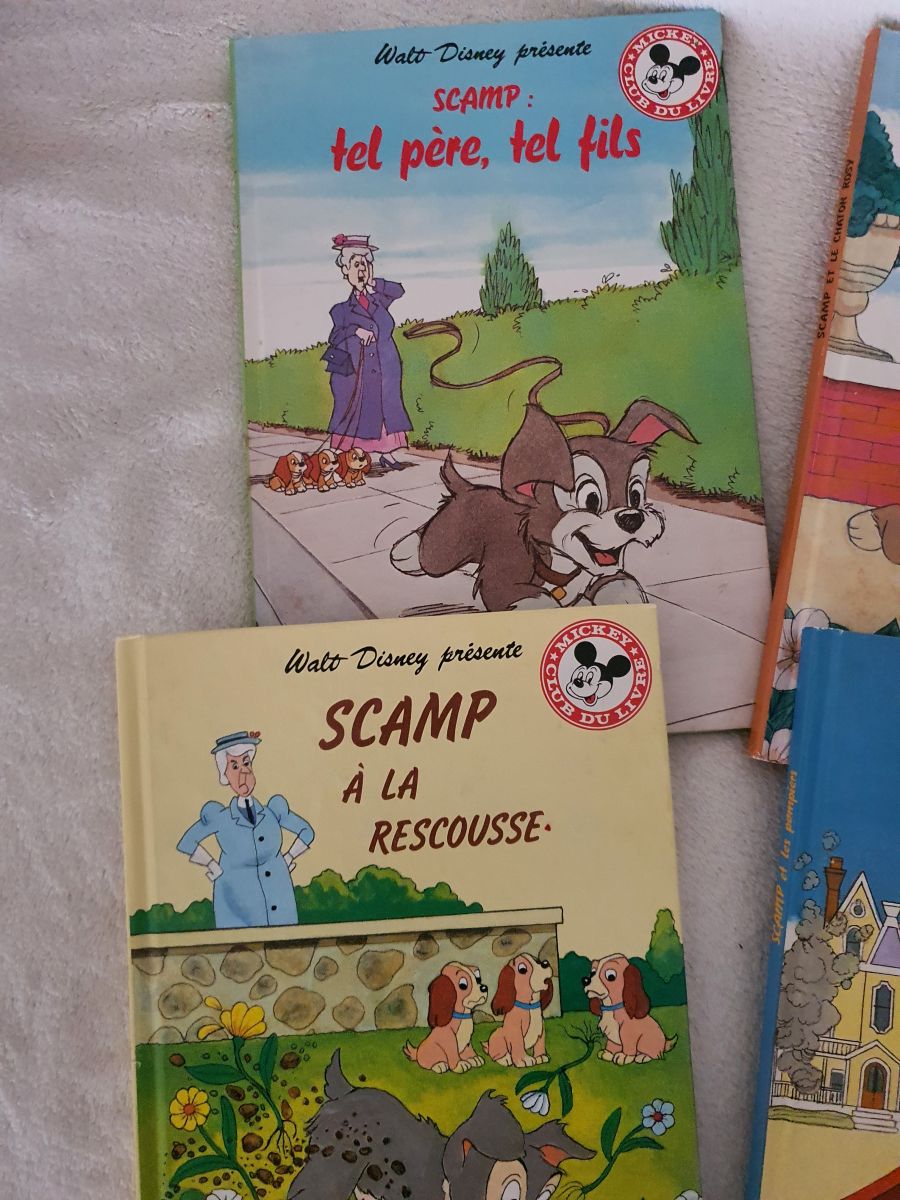 Walt Disney présente
MICKEY
CLUB DU LIVRE
SCAMP :
tel père, tel fils
SCAMP ET LE CHATON ROSY
Walt Disney présente
MICKEY
CLUB DU LIVRE
SCAMP
À LA
RESCOUSSE
SCAMP et les pompiers